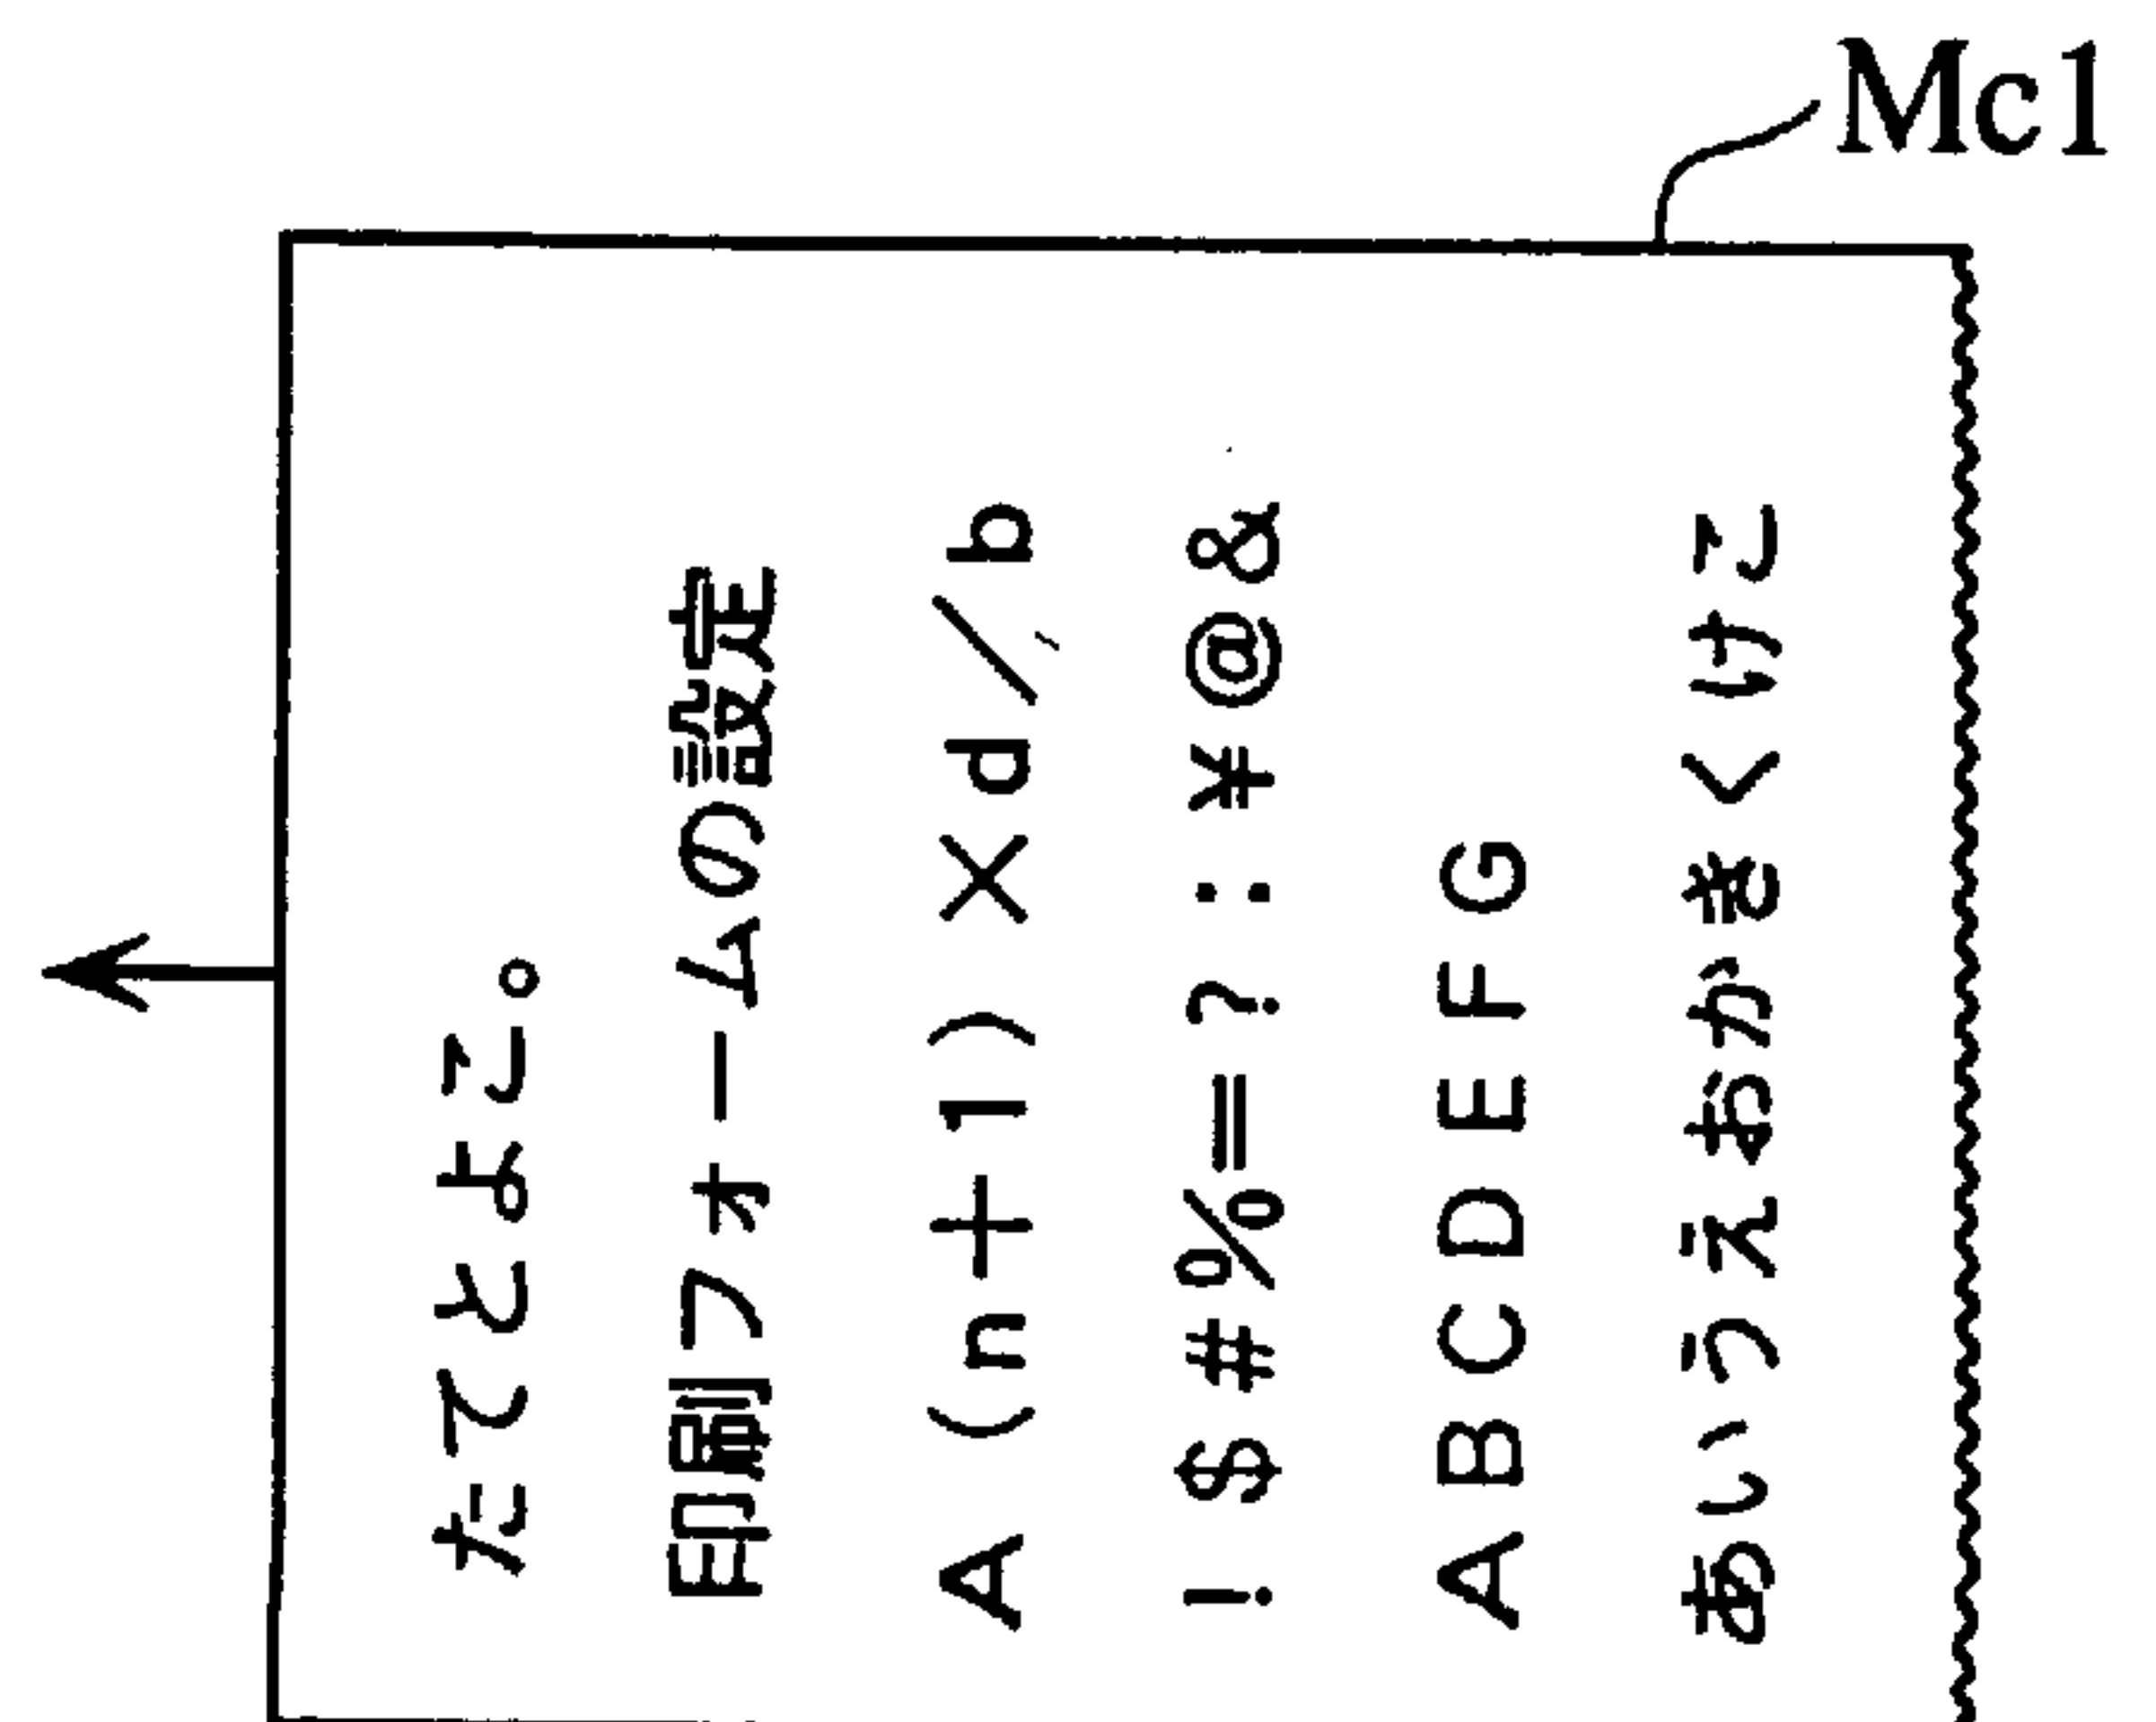 Mc1
たてとよこ。
印刷フォームの設定
A(n+1)×d/b
!$#%=?:¥@&
ABCDEFG
あいうえおがきくけこ